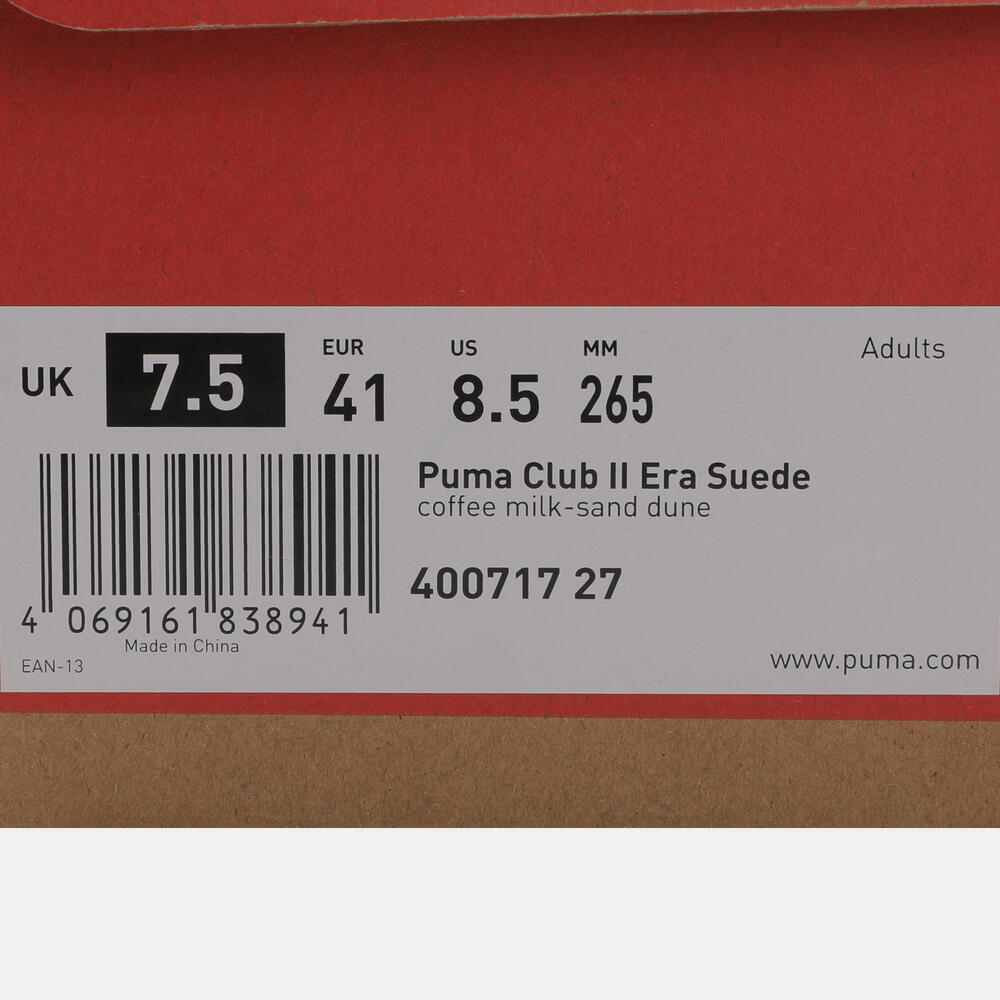 UK 7.5 EUR 41 US 8.5 MM 265 Adults
Puma Club II Era Suede
coffee milk-sand dune
400717 27
4 069161 838941
Made in China
EAN-13
www.puma.com